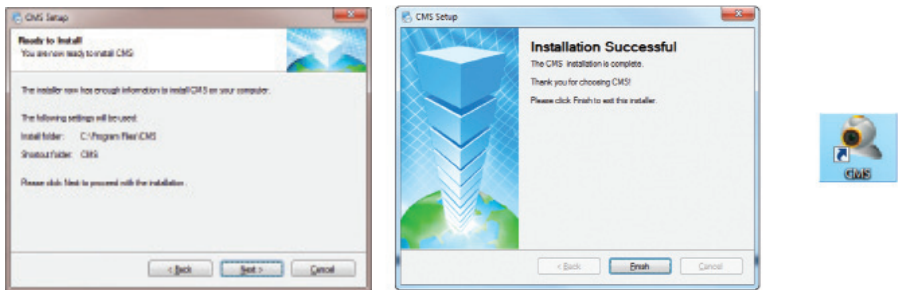 CMS Setup
Ready to Install
You are now ready to install CMS
The installer now has enough information to install CMS on your computer.
The following settings will be used:
Install folder: C:\Program Files\CMS
Shortcut folder: CMS
Please click Next to proceed with the installation.
< Back
Next >
Cancel
CMS Setup
Installation Successful
The CMS installation is complete.
Thank you for choosing CMS!
Please click Finish to exit this installer.
< Back
Finish
Cancel
CMS